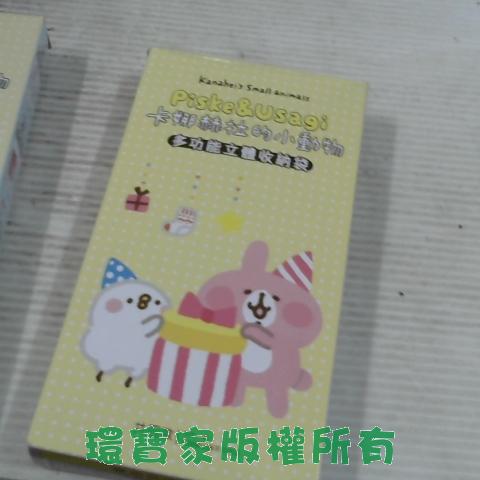 Kanahei's Small animals
Piske&Usagi
卡娜赫拉的小動物
多功能立體收納袋
環寶家版權所有